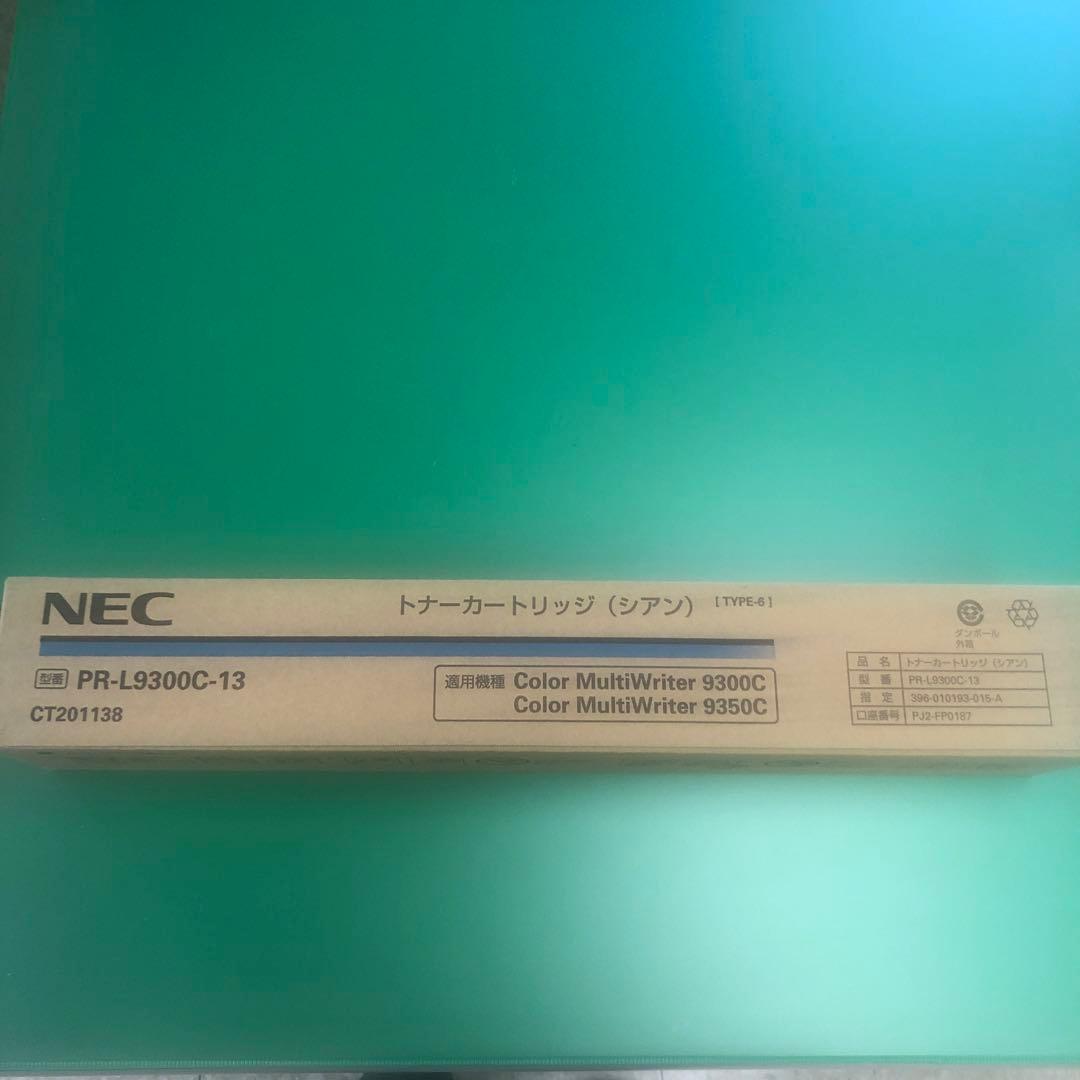 NEC
トナーカートリッジ（シアン） [TYPE-6]
型番 PR-L9300C-13
CT201138
適用機種 Color MultiWriter 9300C
Color MultiWriter 9350C
ダンボール
外箱
品 名 トナーカートリッジ（シアン）
型 番 PR-L9300C-13
指 定 396-010193-015-A
口座番号 PJ2-FP0187